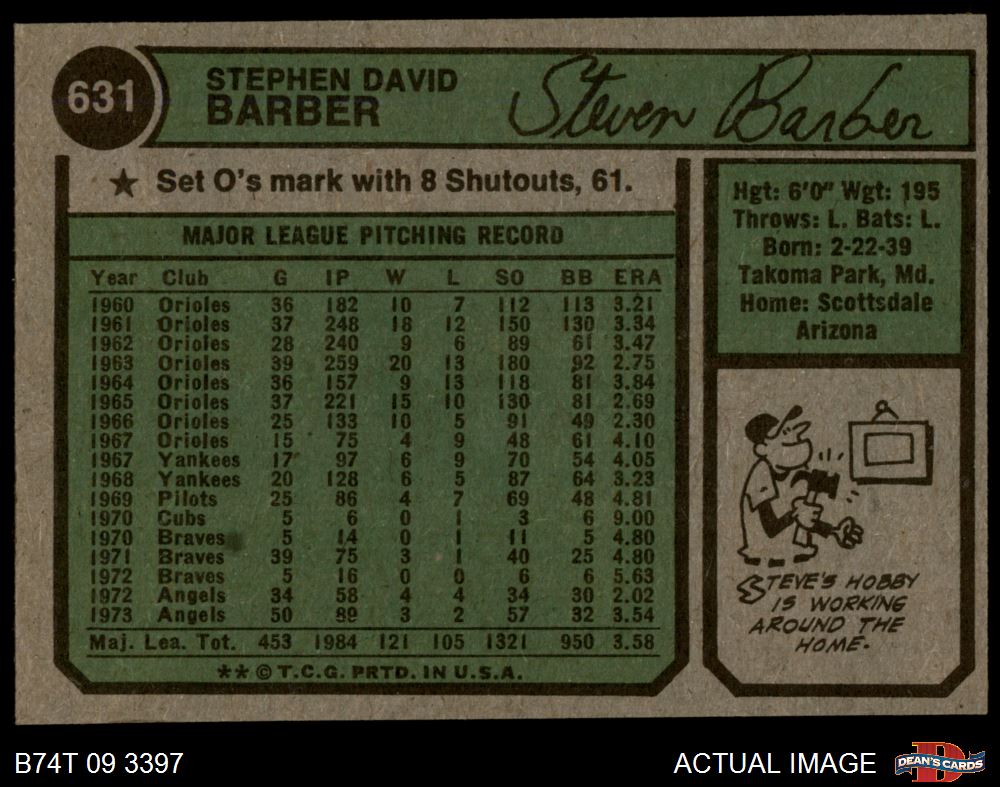 631
STEPHEN DAVID
BARBER
Steven Barber
★ Set O's mark with 8 Shutouts, 61.
MAJOR LEAGUE PITCHING RECORD
Year Club G IP W L SO BB ERA
1960 Orioles 36 182 10 7 112 113 3.21
1961 Orioles 37 248 18 12 150 130 3.34
1962 Orioles 28 240 9 6 89 61 3.47
1963 Orioles 39 259 20 13 180 92 2.75
1964 Orioles 36 157 9 13 118 81 3.84
1965 Orioles 37 221 15 10 130 81 2.69
1966 Orioles 25 133 10 5 91 49 2.30
1967 Orioles 15 75 4 9 48 61 4.10
1967 Yankees 17 97 6 9 70 54 4.05
1968 Yankees 20 128 6 5 87 64 3.23
1969 Pilots 25 86 4 7 69 48 4.81
1970 Cubs 5 6 0 1 3 6 9.00
1970 Braves 5 14 0 1 11 5 4.80
1971 Braves 39 75 3 1 40 25 4.80
1972 Braves 5 16 0 0 6 6 5.63
1972 Angels 34 58 4 4 34 30 2.02
1973 Angels 50 89 3 2 57 32 3.54
Maj. Lea. Tot. 453 1984 121 105 1321 950 3.58
** © T.C.G. PRTD. IN U.S.A.
Hgt: 6'0" Wgt: 195
Throws: L. Bats: L.
Born: 2-22-39
Takoma Park, Md.
Home: Scottsdale
Arizona
STEVE'S HOBBY
IS WORKING
AROUND THE
HOME.
B74T 09 3397
ACTUAL IMAGE
DEAN'S CARDS